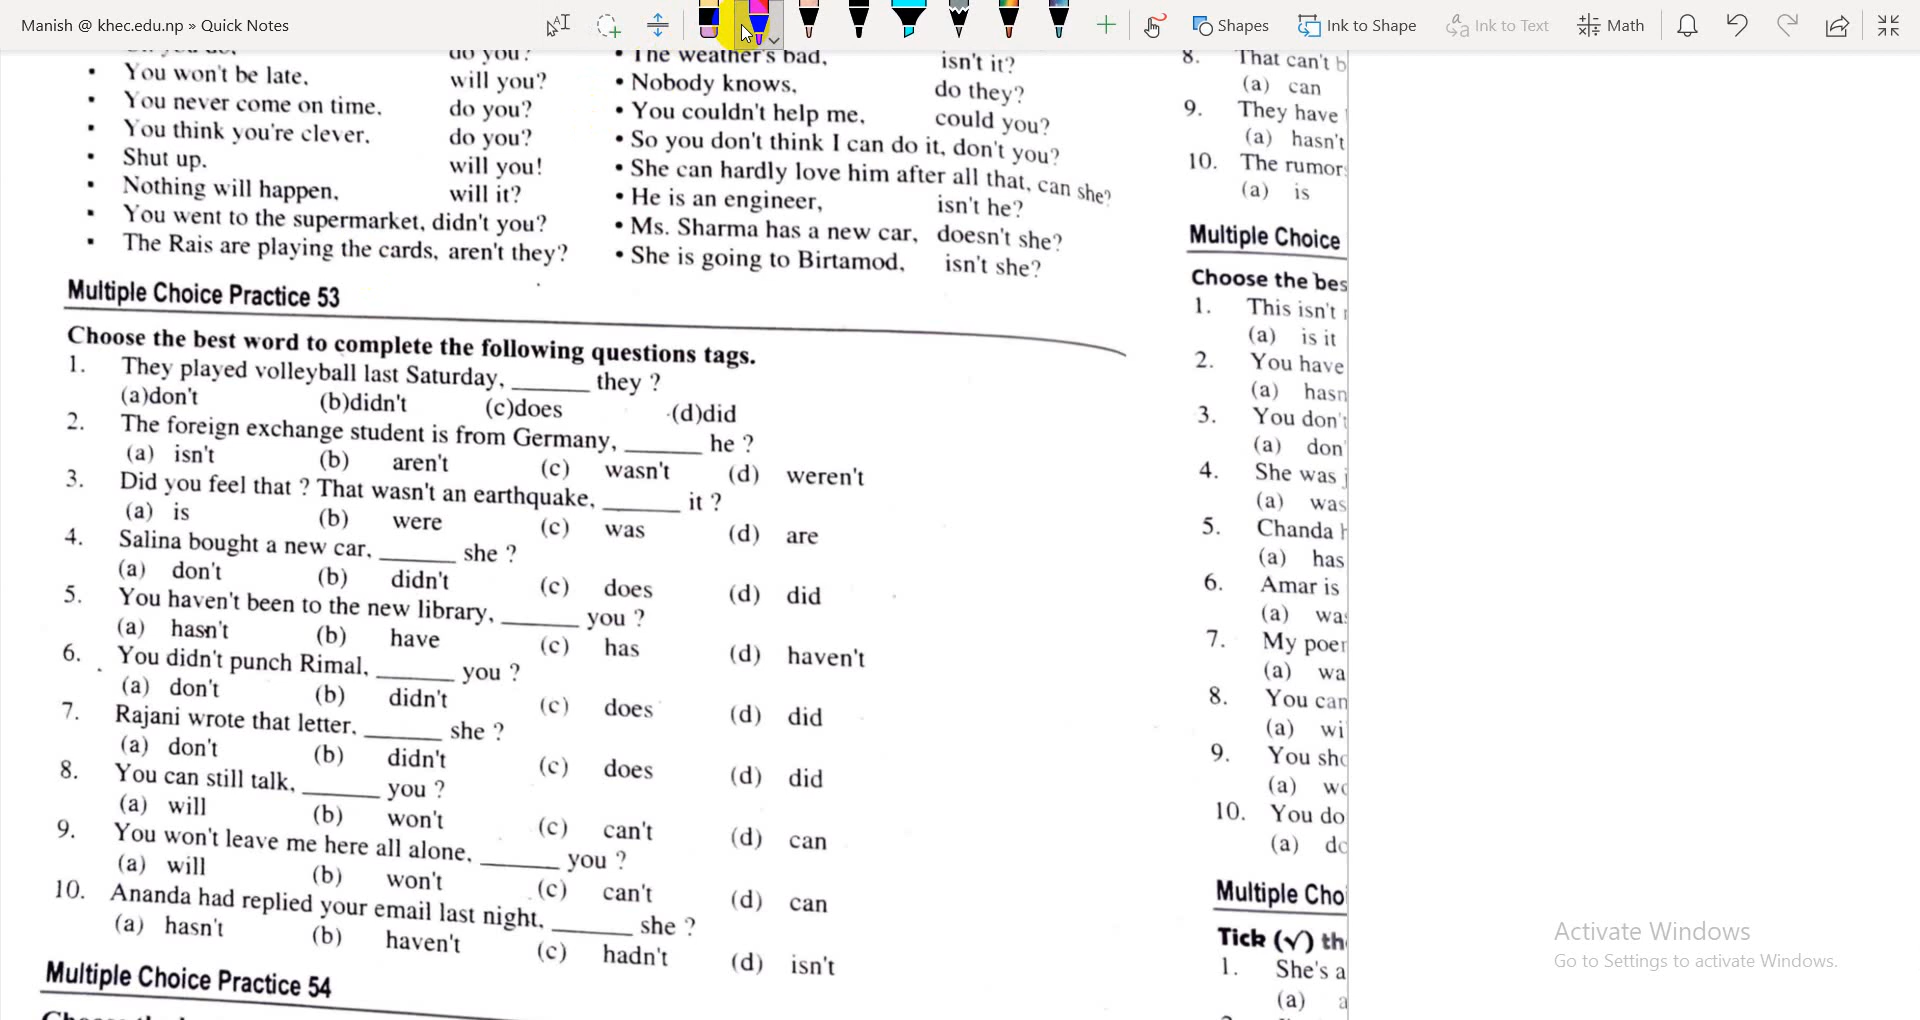 Manish @ khec.edu.np » Quick Notes
Shapes
Ink to Shape
Ink to Text
Math
do you?
▪ You won't be late, will you?
▪ You never come on time. do you?
▪ You think you're clever. do you?
▪ Shut up. will you!
▪ Nothing will happen, will it?
▪ You went to the supermarket, didn't you?
▪ The Rais are playing the cards, aren't they?
• The weather's bad, isn't it?
• Nobody knows, do they?
• You couldn't help me, could you?
• So you don't think I can do it, don't you?
• She can hardly love him after all that, can she?
• He is an engineer, isn't he?
• Ms. Sharma has a new car, doesn't she?
• She is going to Birtamod, isn't she?
Multiple Choice Practice 53
Choose the best word to complete the following questions tags.
1. They played volleyball last Saturday, ______ they ?
(a)don't (b)didn't (c)does (d)did
2. The foreign exchange student is from Germany, ______ he ?
(a) isn't (b) aren't (c) wasn't (d) weren't
3. Did you feel that ? That wasn't an earthquake, ______ it ?
(a) is (b) were (c) was (d) are
4. Salina bought a new car, ______ she ?
(a) don't (b) didn't (c) does (d) did
5. You haven't been to the new library, ______ you ?
(a) hasn't (b) have (c) has (d) haven't
6. You didn't punch Rimal, ______ you ?
(a) don't (b) didn't (c) does (d) did
7. Rajani wrote that letter, ______ she ?
(a) don't (b) didn't (c) does (d) did
8. You can still talk, ______ you ?
(a) will (b) won't (c) can't (d) can
9. You won't leave me here all alone, ______ you ?
(a) will (b) won't (c) can't (d) can
10. Ananda had replied your email last night, ______ she ?
(a) hasn't (b) haven't (c) hadn't (d) isn't
Multiple Choice Practice 54
8. That can't
(a) can
9. They have
(a) hasn't
10. The
(a) is
Multiple Choice
Choose the
1. This isn't
(a) is it
2. You have
(a)
3. You
(a)
4. She was
(a)
5. Chanda
(a) has
6. Amar is
(a)
7. My
(a)
8. You
(a)
9. You
(a)
10. You do
(a)
Multiple
Tick (√)
1. She's
(a)
Activate Windows
Go to Settings to activate Windows.